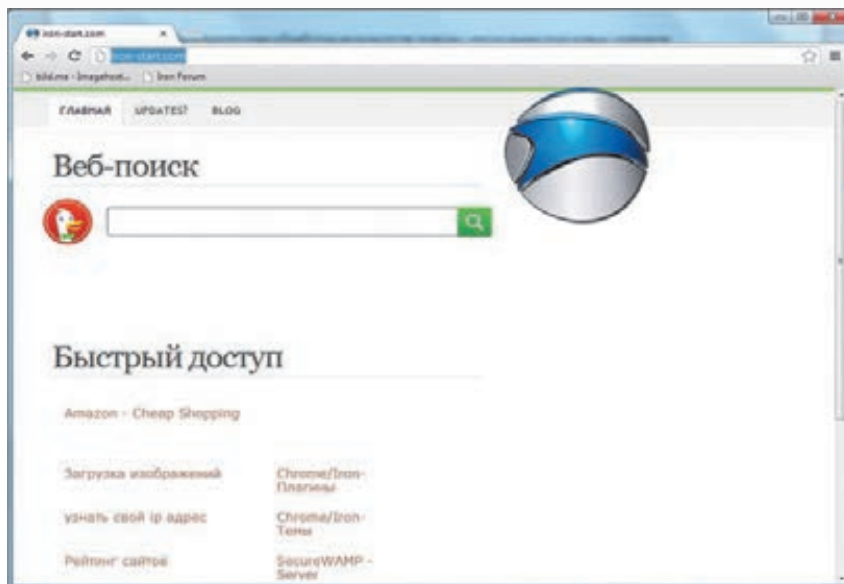 iron-start.com
iron-start.com
Iron Forum
ГЛАВНАЯ UPDATES? BLOG
Веб-поиск
Быстрый доступ
Amazon - Cheap Shopping
Загрузка изображений
Chrome/Iron-
Плагины
узнать свой ip адрес
Chrome/Iron-
Темы
Рейтинг сайтов
SecureWAMP -
Server